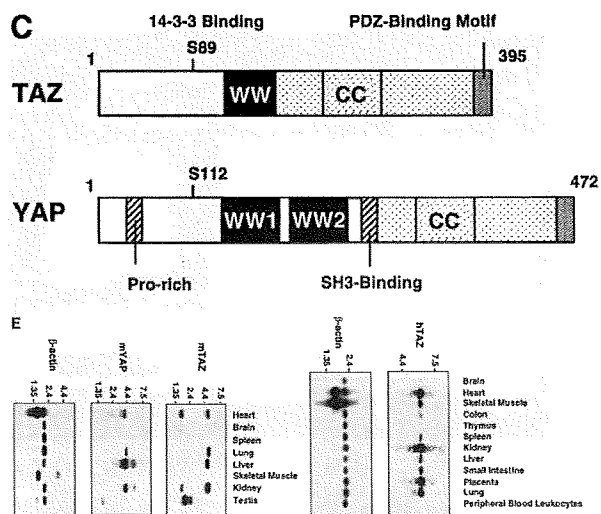 C
14-3-3 Binding
PDZ-Binding Motif
1
S89
395
TAZ
WW
CC
1
S112
472
YAP
WW1
WW2
CC
Pro-rich
SH3-Binding
E
β-actin
mYAP
mTAZ
1.35
2.4
4.4
1.35
2.4
4.4
7.5
1.35
2.4
4.4
7.5
Heart
Brain
Spleen
Lung
Liver
Skeletal Muscle
Kidney
Testis
β-actin
hTAZ
1.35
2.4
4.4
7.5
Brain
Heart
Skeletal Muscle
Colon
Thymus
Spleen
Kidney
Liver
Small Intestine
Placenta
Lung
Peripheral Blood Leukocytes